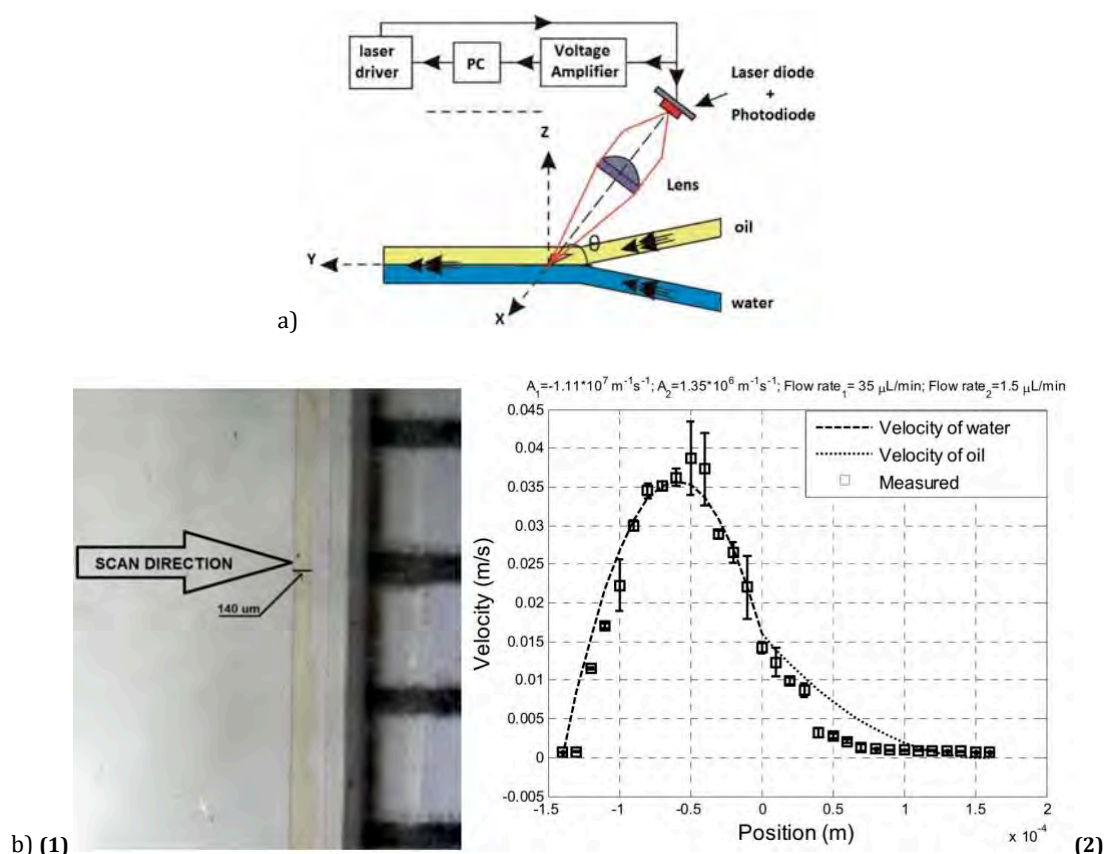 laser driver
PC
Voltage Amplifier
Laser diode + Photodiode
Z
Lens
θ
oil
Y
water
X
a)
SCAN DIRECTION
140 um
b) (1)
A₁=-1.11*10⁷ m⁻¹s⁻¹; A₂=1.35*10⁶ m⁻¹s⁻¹; Flow rate₁= 35 μL/min; Flow rate₂=1.5 μL/min
Velocity of water
Velocity of oil
Measured
Velocity (m/s)
0.045
0.04
0.035
0.03
0.025
0.02
0.015
0.01
0.005
0
-0.005
-1.5 -1 -0.5 0 0.5 1 1.5 2
Position (m)
x 10⁻⁴
(2)